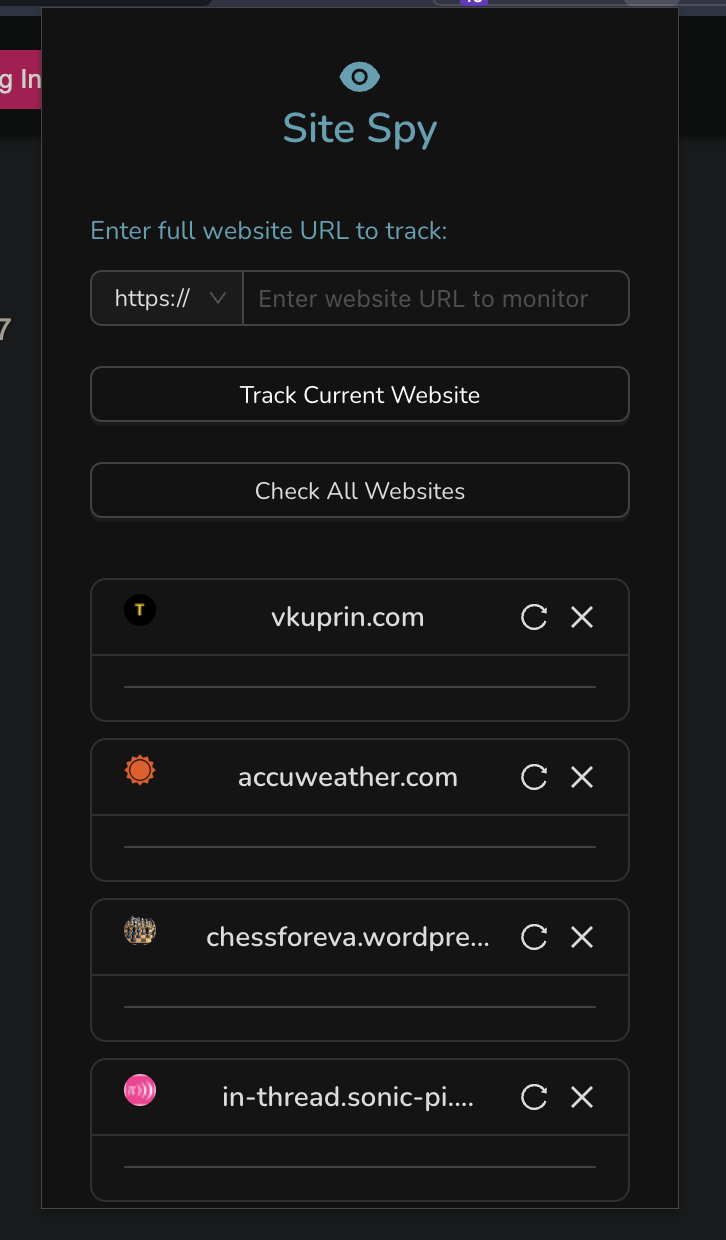 g In
Site Spy
Enter full website URL to track:
https://
Enter website URL to monitor
7
Track Current Website
Check All Websites
T
vkuprin.com
accuweather.com
chessforeva.wordpre...
in-thread.sonic-pi....